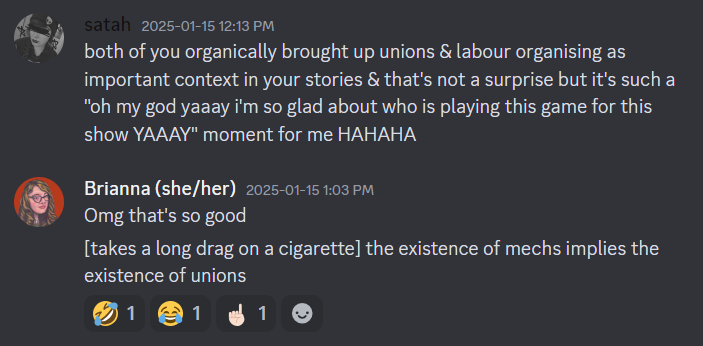 satah 2025-01-15 12:13 PM
both of you organically brought up unions & labour organising as
important context in your stories & that's not a surprise but it's such a
"oh my god yaaay i'm so glad about who is playing this game for this
show YAAAY" moment for me HAHAHA
Brianna (she/her) 2025-01-15 1:03 PM
Omg that's so good
[takes a long drag on a cigarette] the existence of mechs implies the
existence of unions
1 1 1